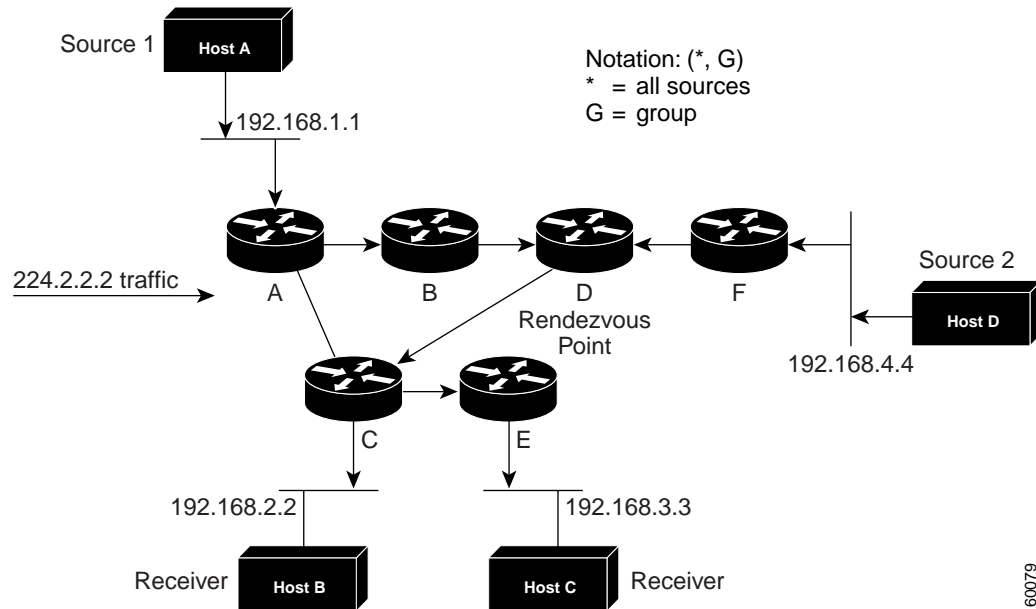 Source 1
Host A
Notation: (*, G)
* = all sources
G = group
192.168.1.1
224.2.2.2 traffic
A
B
D
F
Rendezvous
Point
Source 2
Host D
192.168.4.4
C
E
192.168.2.2
192.168.3.3
Receiver
Host B
Host C
Receiver
60079